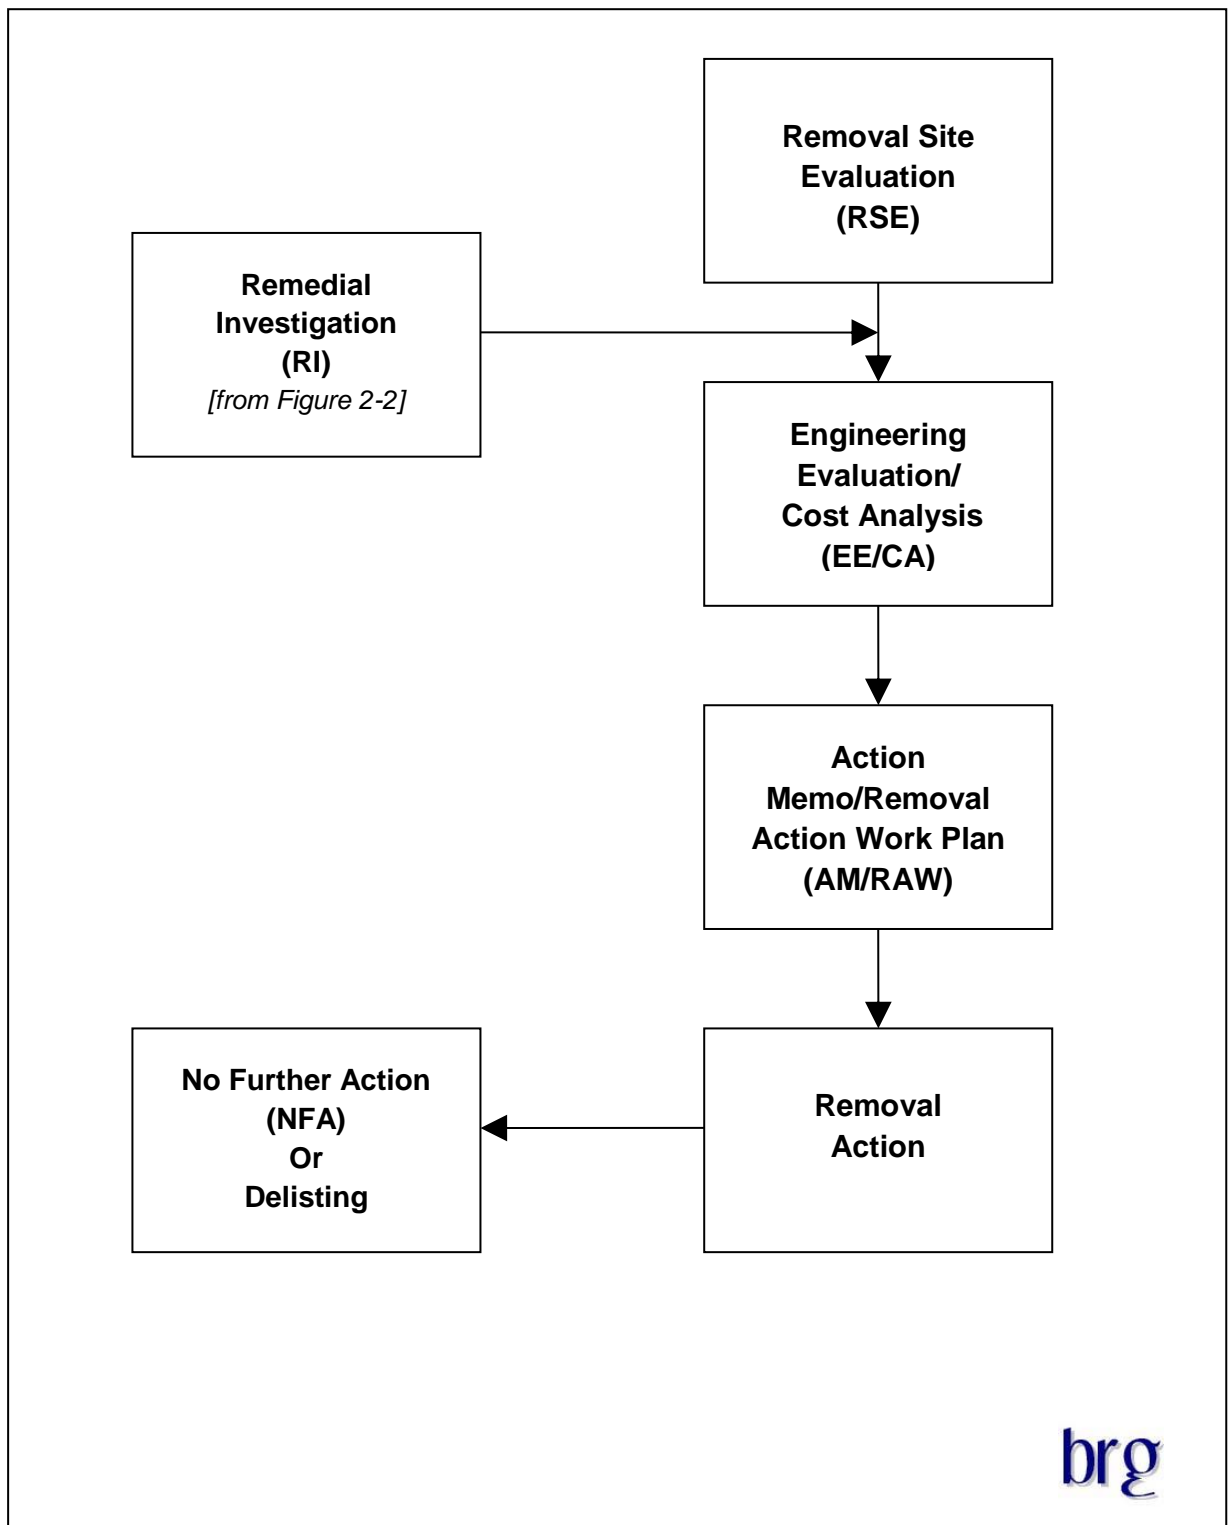 Removal Site
Evaluation
(RSE)
Remedial
Investigation
(RI)
[from Figure 2-2]
Engineering
Evaluation/
Cost Analysis
(EE/CA)
Action
Memo/Removal
Action Work Plan
(AM/RAW)
No Further Action
(NFA)
Or
Delisting
Removal
Action
brg